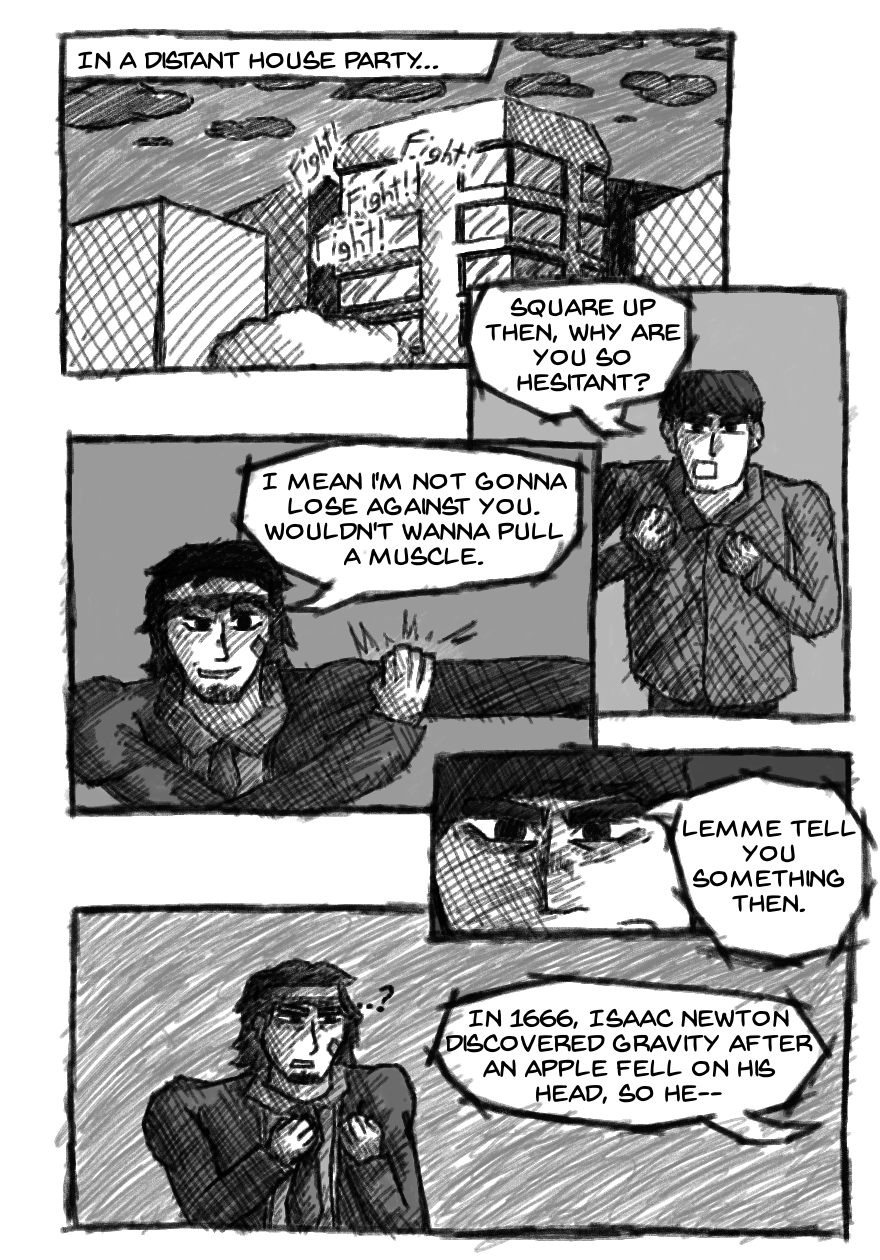 IN A DISTANT HOUSE PARTY...
Fight!
Fight!
Fight!!
Fight!
SQUARE UP
THEN, WHY ARE
YOU SO
HESITANT?
I MEAN I'M NOT GONNA
LOSE AGAINST YOU.
WOULDN'T WANNA PULL
A MUSCLE.
LEMME TELL
YOU
SOMETHING
THEN.
..?
IN 1666, ISAAC NEWTON
DISCOVERED GRAVITY AFTER
AN APPLE FELL ON HIS
HEAD, SO HE--